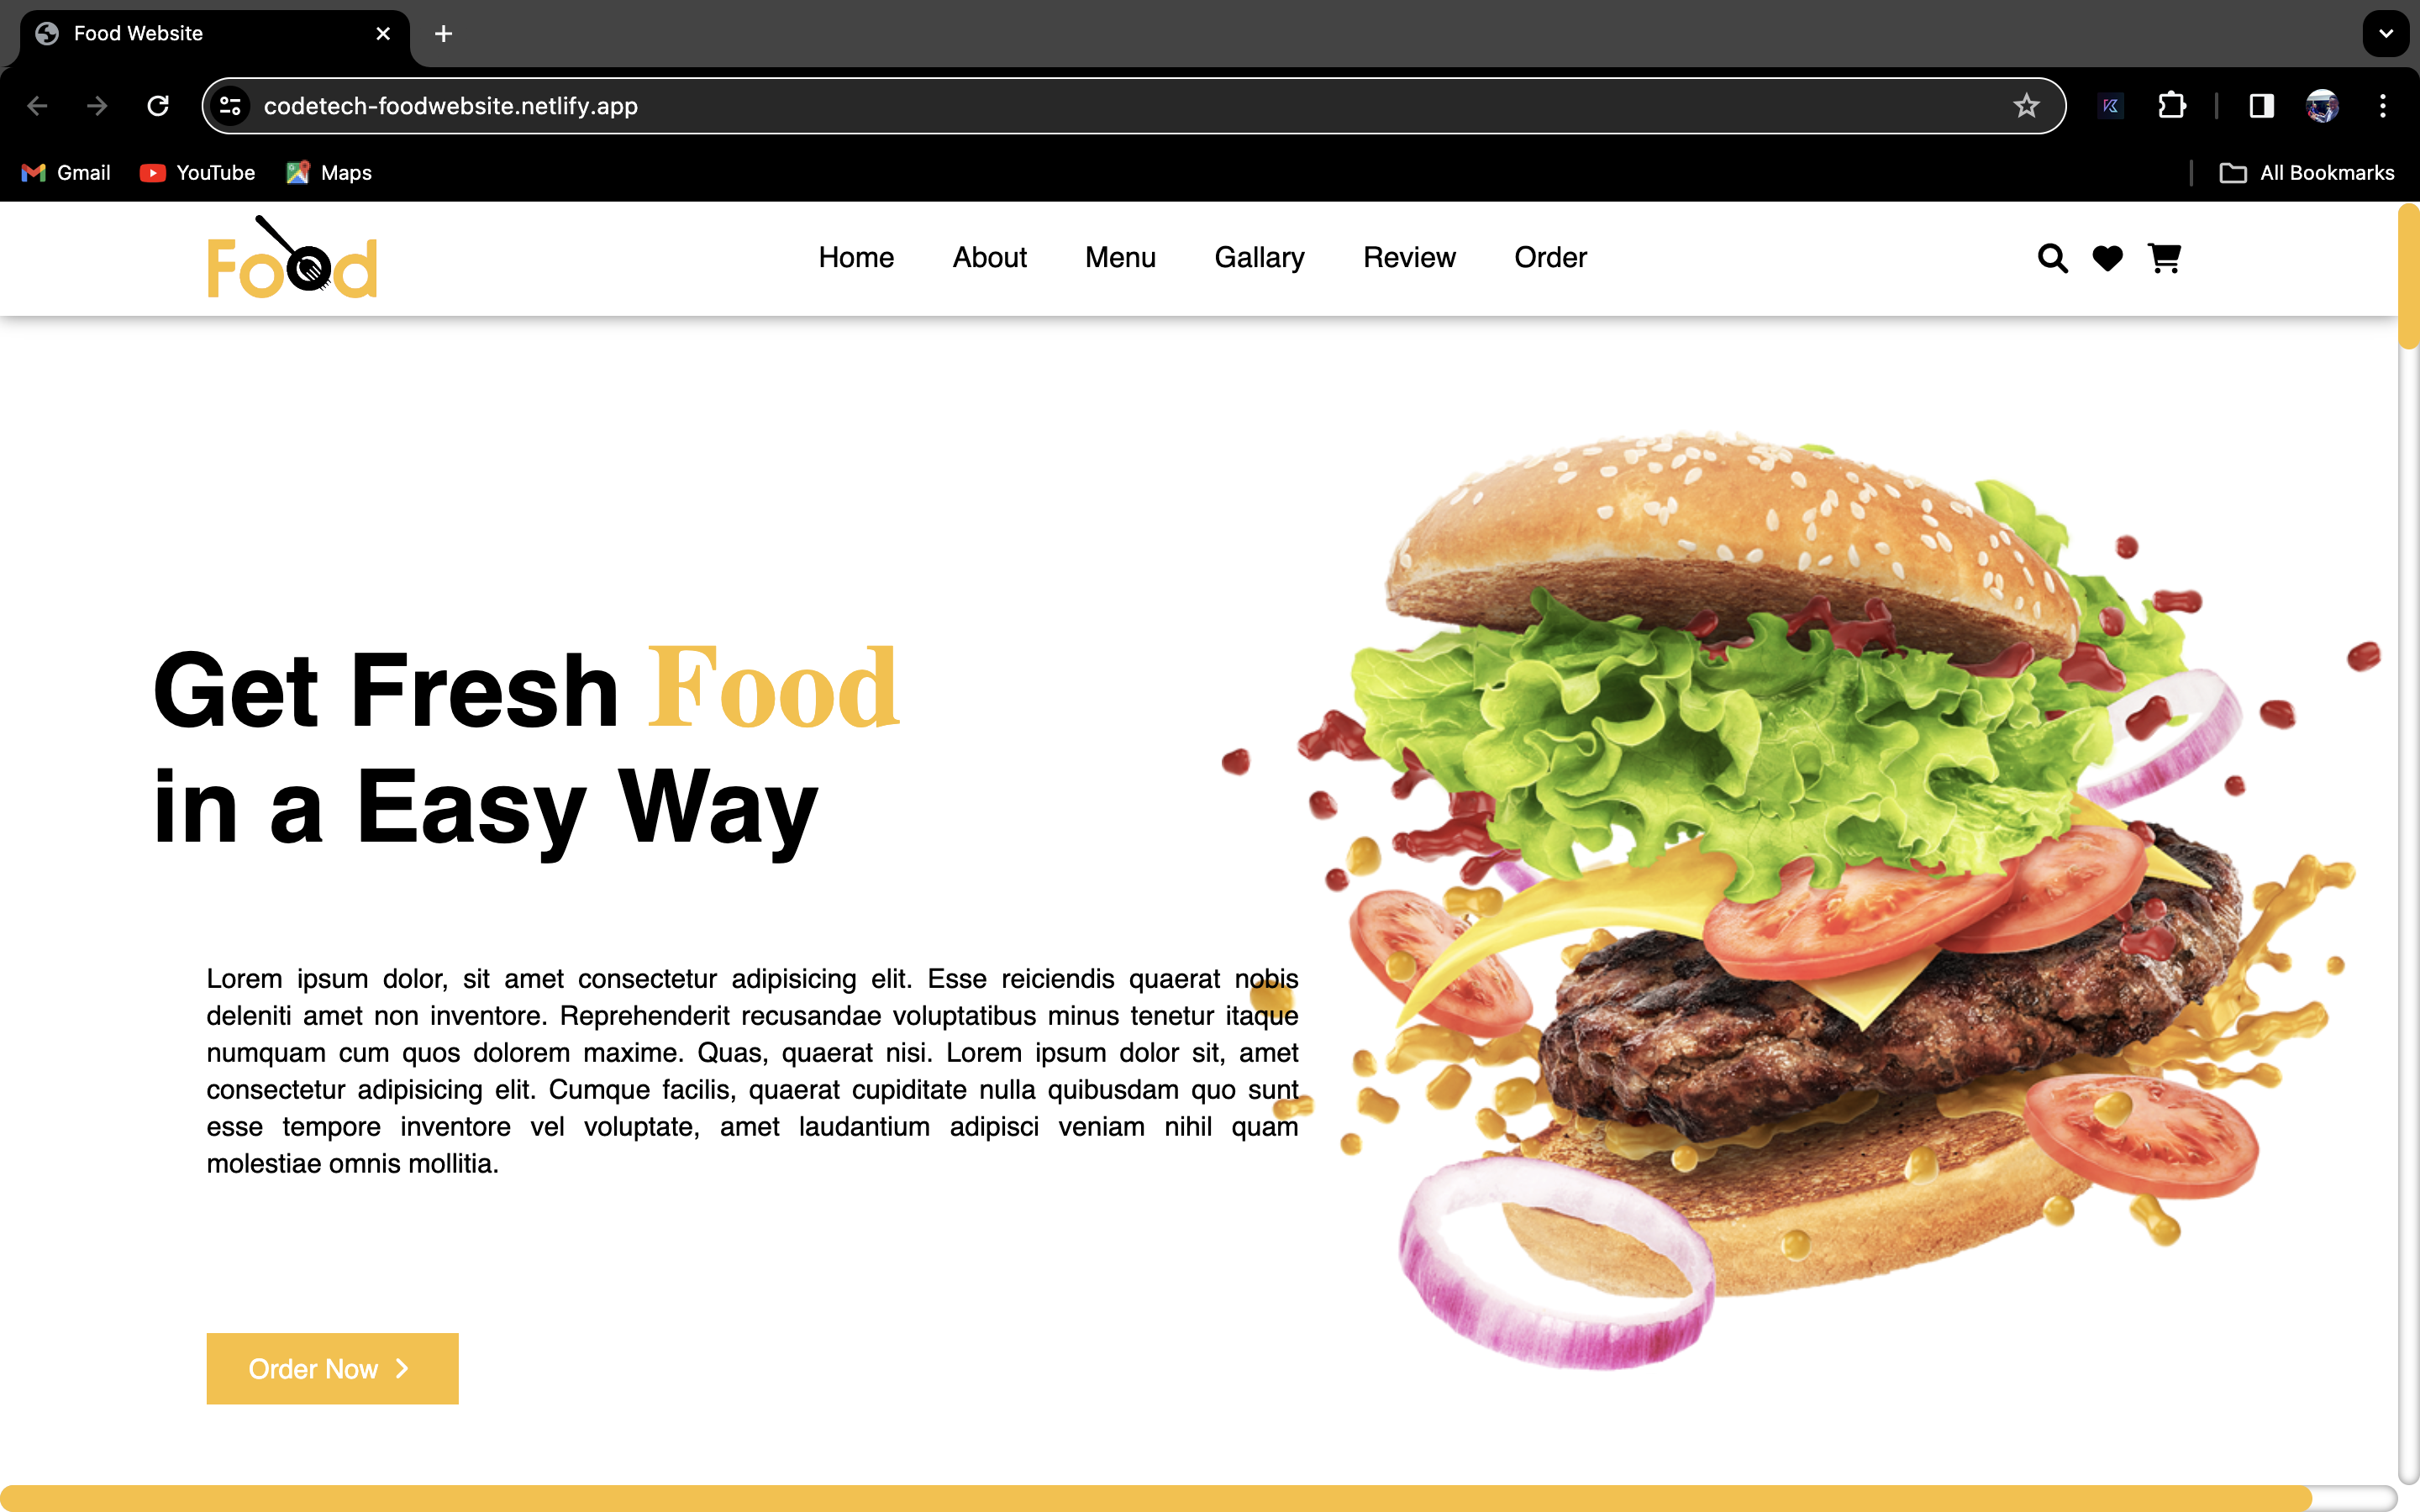 Food Website
codetech-foodwebsite.netlify.app
Gmail YouTube Maps All Bookmarks
Food Home About Menu Gallary Review Order
Get Fresh Food
in a Easy Way
Lorem ipsum dolor, sit amet consectetur adipisicing elit. Esse reiciendis quaerat nobis
deleniti amet non inventore. Reprehenderit recusandae voluptatibus minus tenetur itaque
numquam cum quos dolorem maxime. Quas, quaerat nisi. Lorem ipsum dolor sit, amet
consectetur adipisicing elit. Cumque facilis, quaerat cupiditate nulla quibusdam quo sunt
esse tempore inventore vel voluptate, amet laudantium adipisci veniam nihil quam
molestiae omnis mollitia.
Order Now